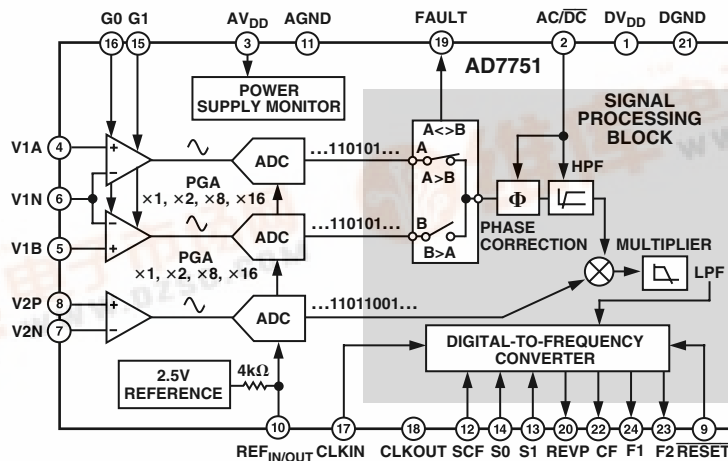 G0 G1 AVDD AGND FAULT AC/DC DVDD DGND
16 15 3 11 19 2 1 21
AD7751
POWER
SUPPLY MONITOR
SIGNAL
PROCESSING
BLOCK
A<>B
A
A>B
V1A 4 + − ADC ...110101...
HPF
PGA
×1, ×2, ×8, ×16
V1N 6
Φ
PHASE
CORRECTION
V1B 5 − + ADC ...110101...
B
B>A
PGA
×1, ×2, ×8, ×16
MULTIPLIER
LPF
V2P 8 +
V2N 7 −
ADC ...11011001...
DIGITAL-TO-FREQUENCY
CONVERTER
2.5V
REFERENCE
4kΩ
10 17 18 12 14 13 20 22 24 23 9
REFIN/OUT CLKIN CLKOUT SCF S0 S1 REVP CF F1 F2 RESET